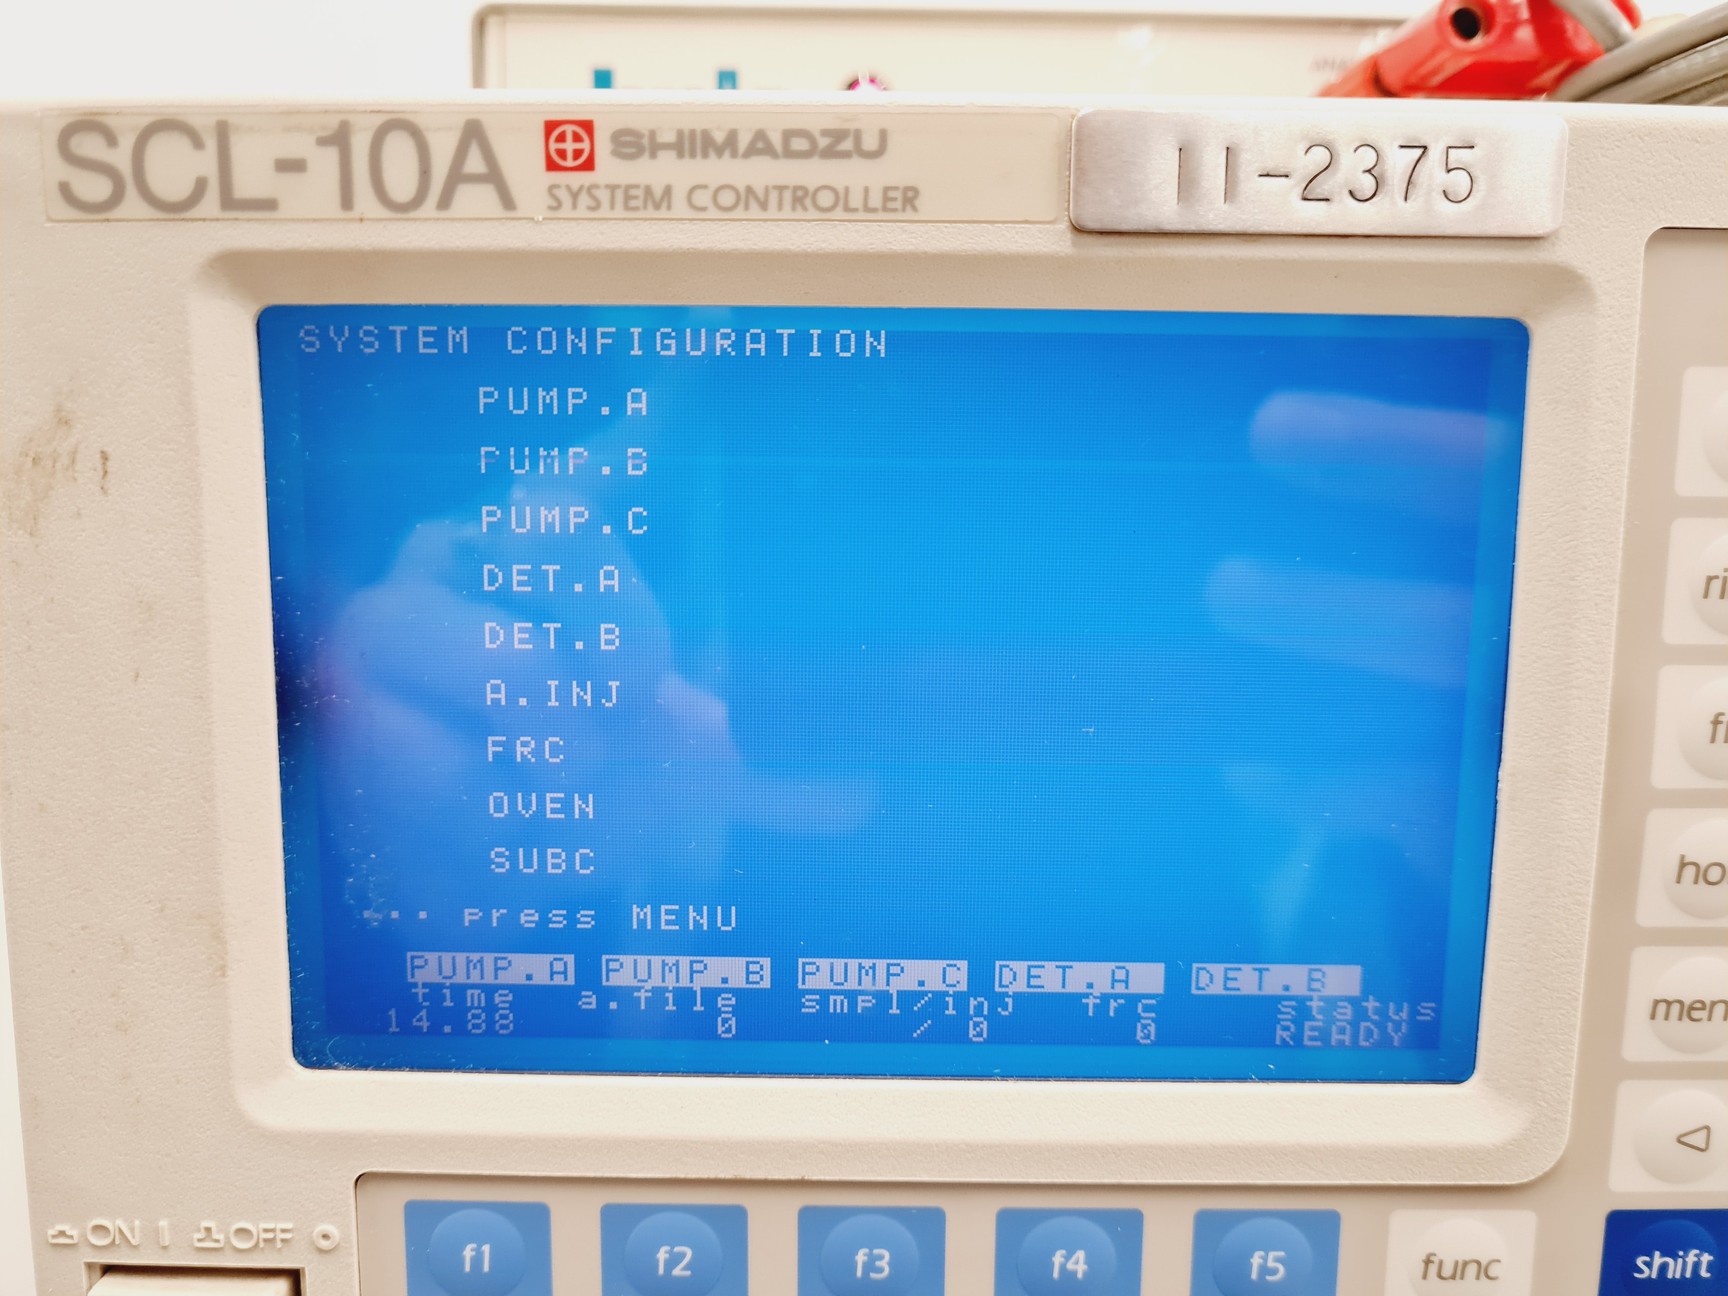 SCL-10A SHIMADZU
SYSTEM CONTROLLER
11-2375
SYSTEM CONFIGURATION
PUMP.A
PUMP.B
PUMP.C
DET.A
DET.B
A.INJ
FRC
OVEN
SUBC
... press MENU
PUMP.A PUMP.B PUMP.C DET.A DET.B
time a.file smpl/inj frc status
14.88 0 / 0 0 READY
ON OFF
f1 f2 f3 f4 f5 func shift